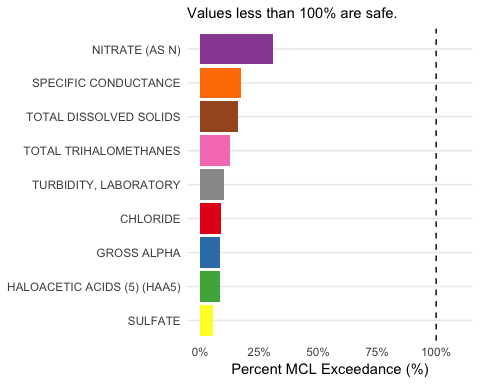 Values less than 100% are safe.
NITRATE (AS N)
SPECIFIC CONDUCTANCE
TOTAL DISSOLVED SOLIDS
TOTAL TRIHALOMETHANES
TURBIDITY, LABORATORY
CHLORIDE
GROSS ALPHA
HALOACETIC ACIDS (5) (HAA5)
SULFATE
0% 25% 50% 75% 100%
Percent MCL Exceedance (%)